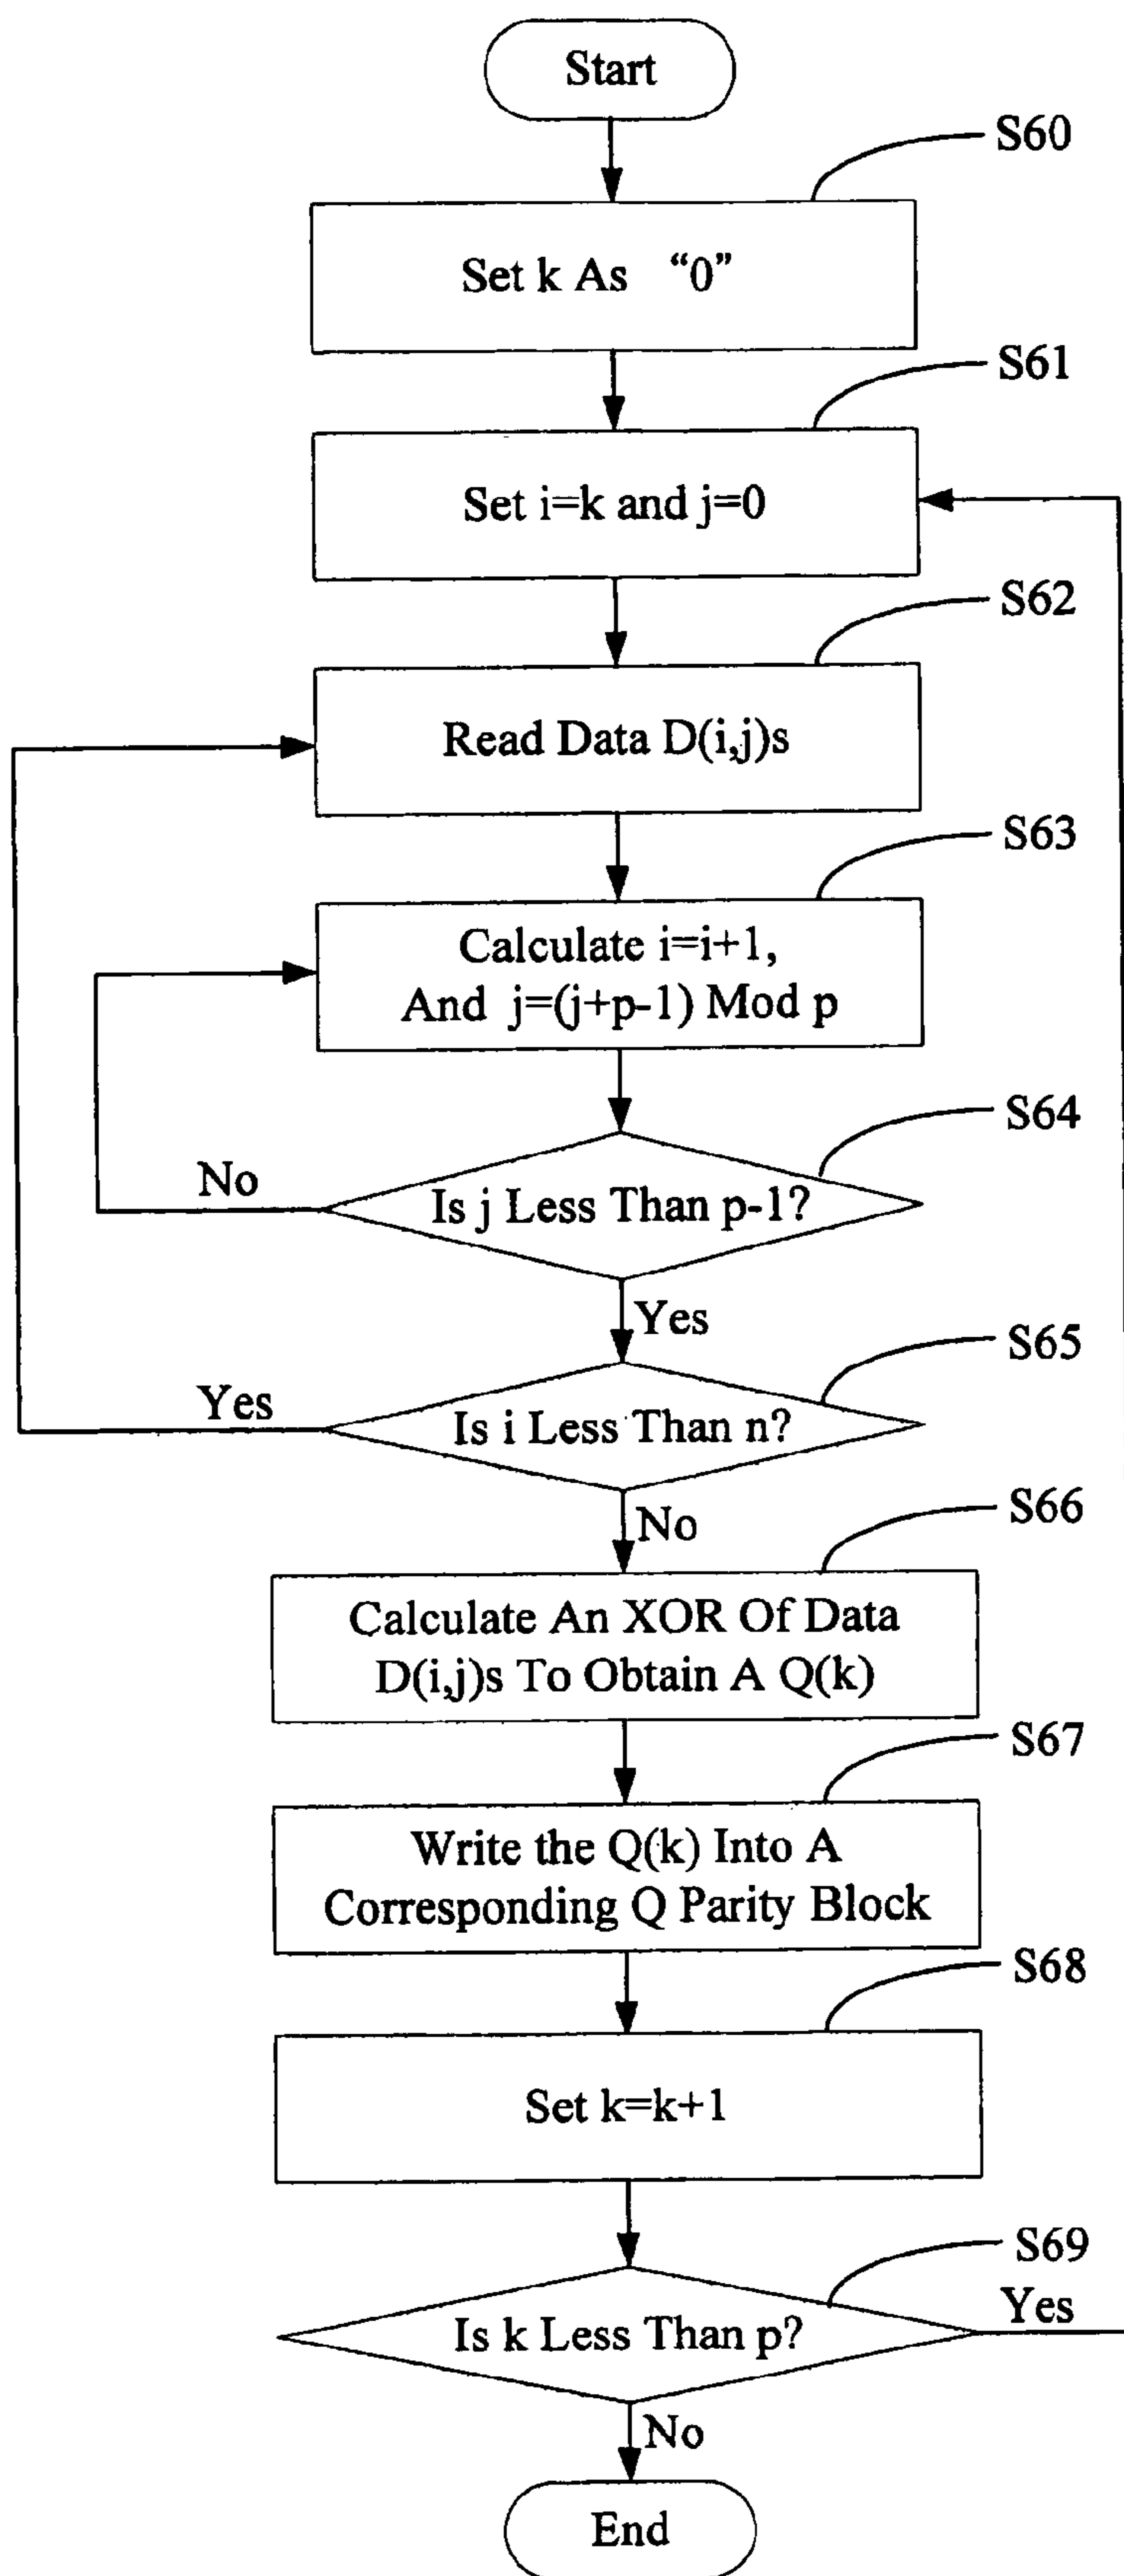 Start
S60
Set k As “0”
S61
Set i=k and j=0
S62
Read Data D(i,j)s
S63
Calculate i=i+1,
And j=(j+p-1) Mod p
S64
No
Is j Less Than p-1?
Yes
S65
Yes
Is i Less Than n?
No
S66
Calculate An XOR Of Data
D(i,j)s To Obtain A Q(k)
S67
Write the Q(k) Into A
Corresponding Q Parity Block
S68
Set k=k+1
S69
Yes
Is k Less Than p?
No
End